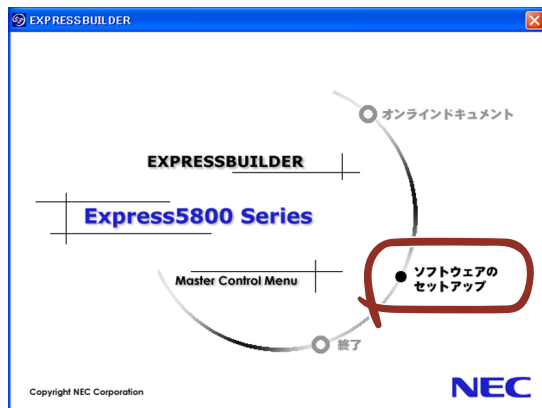 EXPRESSBUILDER
オンラインドキュメント
EXPRESSBUILDER
Express5800 Series
ソフトウェアの
セットアップ
Master Control Menu
終了
Copyright NEC Corporation
NEC